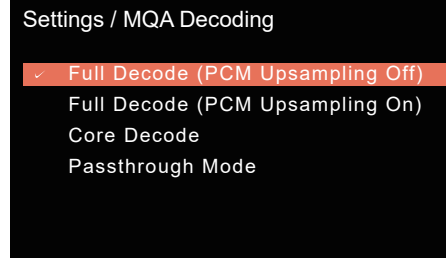 Settings / MQA Decoding
✓ Full Decode (PCM Upsampling Off)
Full Decode (PCM Upsampling On)
Core Decode
Passthrough Mode